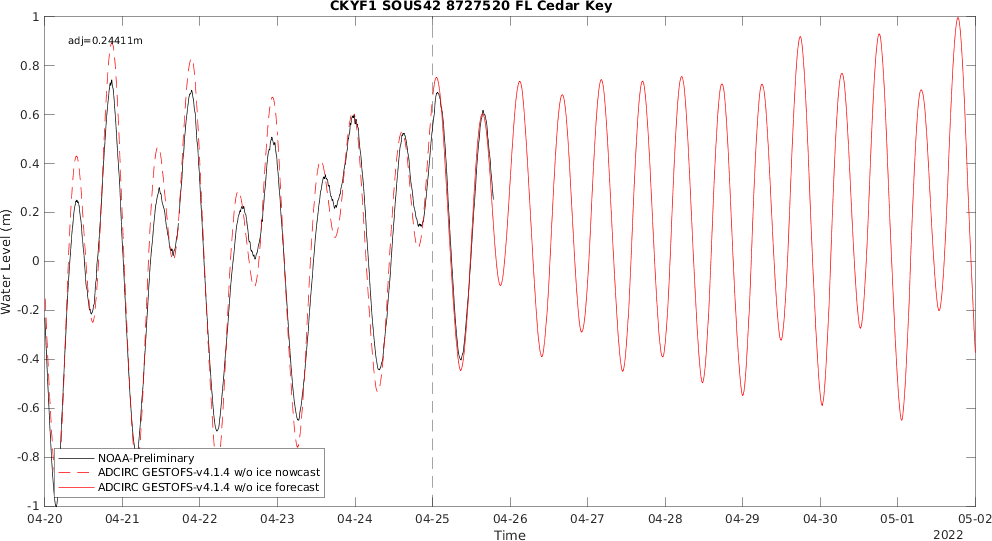 CKYF1 SOUS42 8727520 FL Cedar Key
adj=0.24411m
1
0.8
0.6
0.4
0.2
0
-0.2
-0.4
-0.6
-0.8
-1
Water Level (m)
NOAA-Preliminary
ADCIRC GESTOFS-v4.1.4 w/o ice nowcast
ADCIRC GESTOFS-v4.1.4 w/o ice forecast
04-20 04-21 04-22 04-23 04-24 04-25 04-26 04-27 04-28 04-29 04-30 05-01 05-02
Time
2022